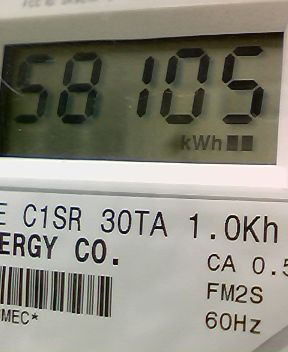 58105
kWh
E C1SR 30TA 1.0Kh
ERGY CO.
CA 0.5
FM2S
MEC*
60Hz